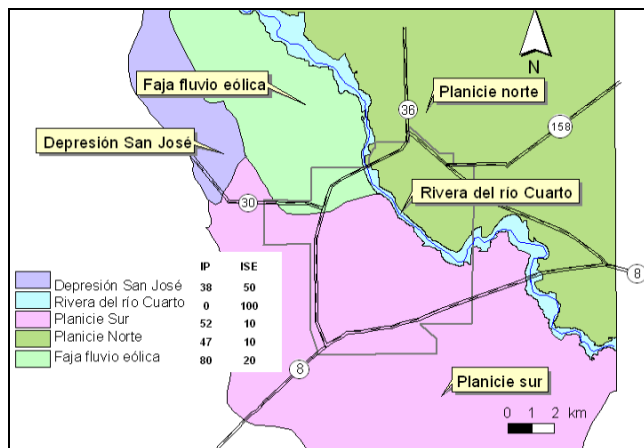 N
Faja fluvio eólica
Planicie norte
36
158
Depresión San José
Rivera del río Cuarto
30
IP ISE
Depresión San José 38 50
Rivera del río Cuarto 0 100
Planicie Sur 52 10
Planicie Norte 47 10
Faja fluvio eólica 80 20
8
8
Planicie sur
0 1 2 km